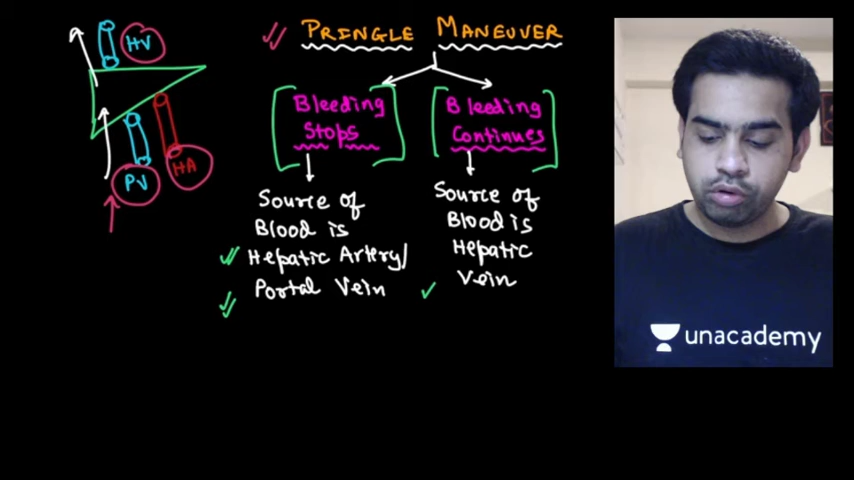 PRINGLE MANEUVER
HV
PV
HA
Bleeding
Stops
Source of
Blood is
Hepatic Artery/
Portal Vein
Bleeding
Continues
Source of
Blood is
Hepatic
Vein
unacademy